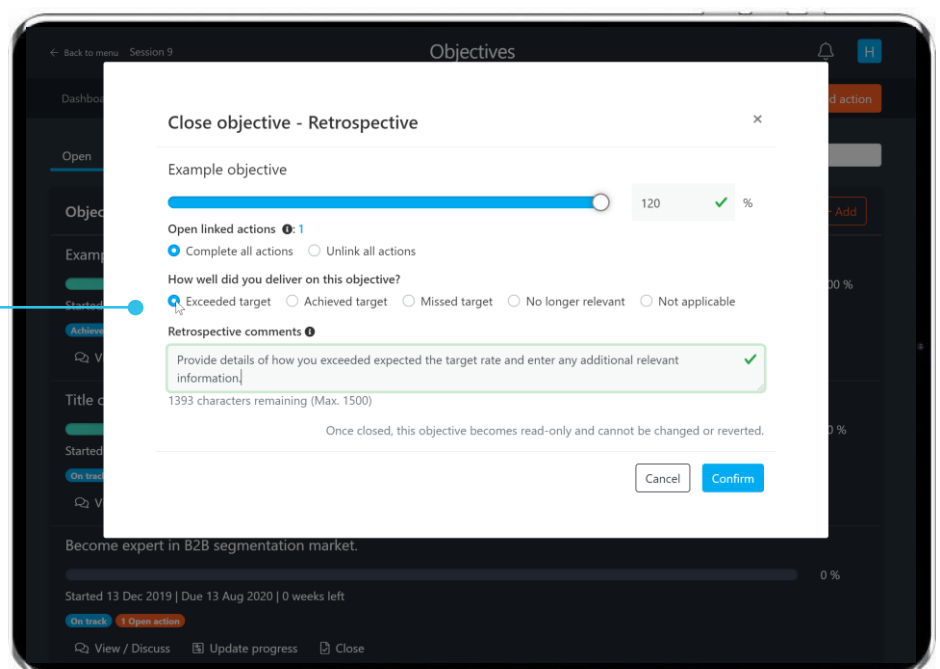 ← Back to menu Session 9 Objectives H
Dashboa d action
Close objective - Retrospective ×
Open
Example objective
120 %
Objec Add
Open linked actions : 1
Complete all actions Unlink all actions
Examp
How well did you deliver on this objective?
00 %
Exceeded target Achieved target Missed target No longer relevant Not applicable
Started
Achieve
Retrospective comments
V
Provide details of how you exceeded expected the target rate and enter any additional relevant
information.
Title o
1393 characters remaining (Max. 1500)
0 %
Once closed, this objective becomes read-only and cannot be changed or reverted.
Started
On trac
Cancel Confirm
V
Become expert in B2B segmentation market.
0 %
Started 13 Dec 2019 | Due 13 Aug 2020 | 0 weeks left
On track 1 Open action
View / Discuss Update progress Close